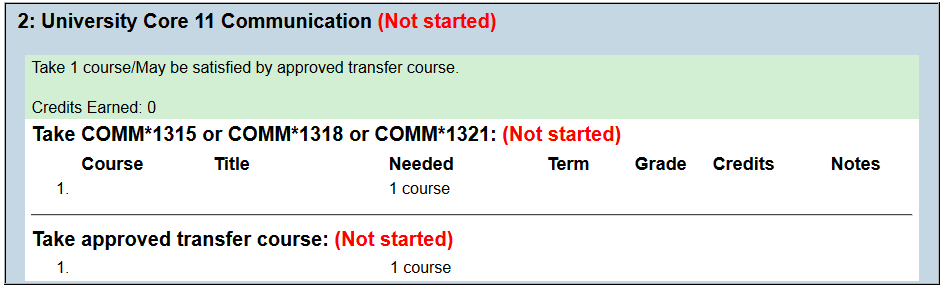 2: University Core 11 Communication (Not started)
Take 1 course/May be satisfied by approved transfer course.
Credits Earned: 0
Take COMM*1315 or COMM*1318 or COMM*1321: (Not started)
Course Title Needed Term Grade Credits Notes
1. 1 course
Take approved transfer course: (Not started)
1. 1 course